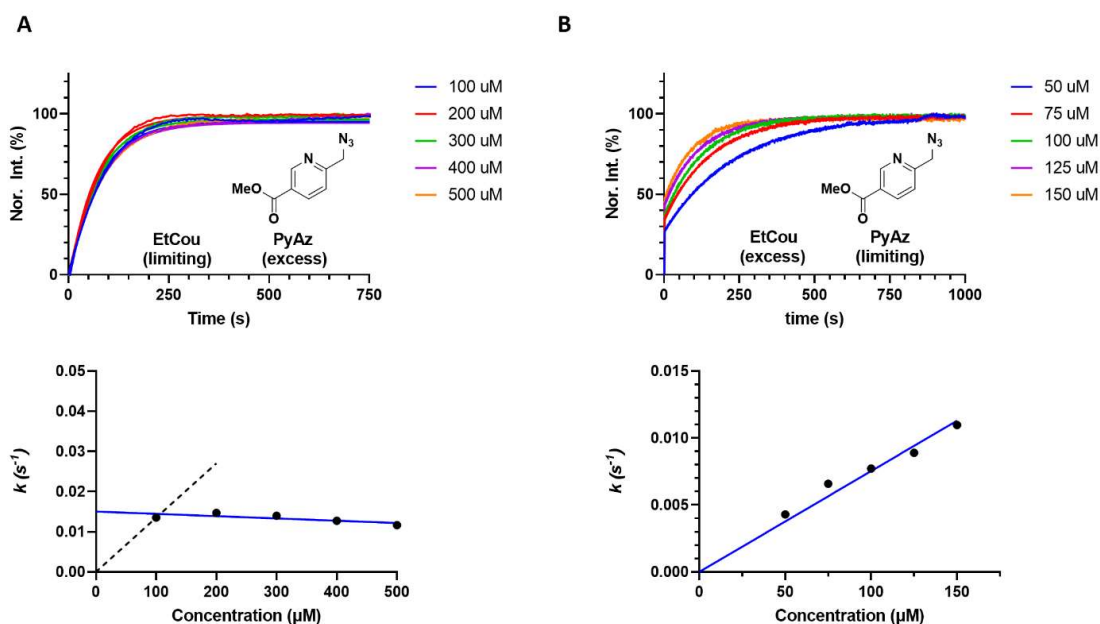 A
Nor. Int. (%)
100
50
0
0 250 500 750
Time (s)
100 uM
200 uM
300 uM
400 uM
500 uM
N
N3
MeO
O
EtCou
(limiting)
PyAz
(excess)
B
Nor. Int. (%)
100
50
0
0 250 500 750 1000
time (s)
50 uM
75 uM
100 uM
125 uM
150 uM
N
N3
MeO
O
EtCou
(excess)
PyAz
(limiting)
k (s-1)
0.05
0.04
0.03
0.02
0.01
0.00
0 100 200 300 400 500
Concentration (µM)
k (s-1)
0.015
0.010
0.005
0.000
0 50 100 150
Concentration (µM)